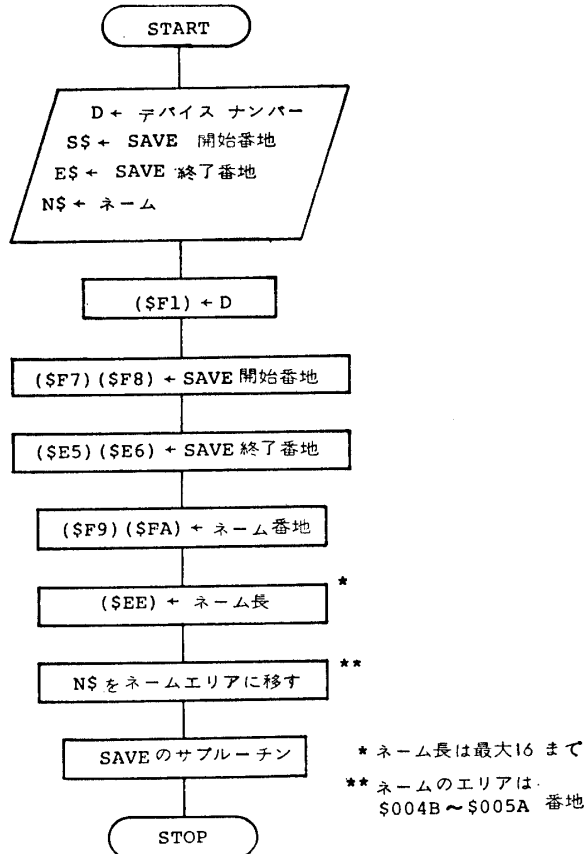 START
D← デバイス ナンバー
S$← SAVE 開始番地
E$← SAVE 終了番地
N$← ネーム
($F1)←D
($F7)($F8)←SAVE 開始番地
($E5)($E6)←SAVE 終了番地
($F9)($FA)← ネーム番地
($EE)← ネーム長
*
N$をネームエリアに移す
**
SAVEのサブルーチン
STOP
* ネーム長は最大16 まで
** ネームのエリアは
$004B~$005A 番地